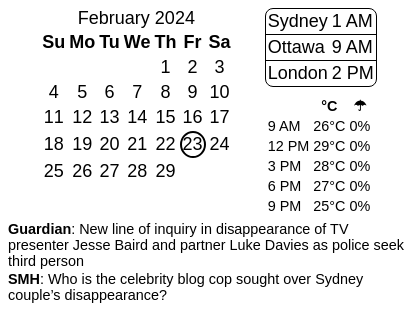 February 2024
Su Mo Tu We Th Fr Sa
1 2 3
4 5 6 7 8 9 10
11 12 13 14 15 16 17
18 19 20 21 22 23 24
25 26 27 28 29
Sydney 1 AM
Ottawa 9 AM
London 2 PM
°C ☂
9 AM 26°C 0%
12 PM 29°C 0%
3 PM 28°C 0%
6 PM 27°C 0%
9 PM 25°C 0%
Guardian: New line of inquiry in disappearance of TV
presenter Jesse Baird and partner Luke Davies as police seek
third person
SMH: Who is the celebrity blog cop sought over Sydney
couple's disappearance?